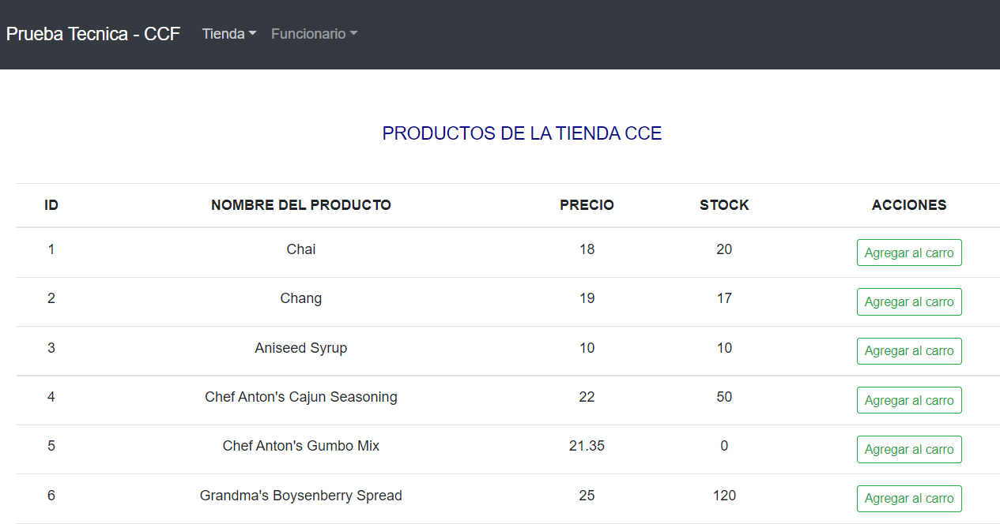 Prueba Tecnica - CCF Tienda Funcionario
PRODUCTOS DE LA TIENDA CCE
ID NOMBRE DEL PRODUCTO PRECIO STOCK ACCIONES
1 Chai 18 20 Agregar al carro
2 Chang 19 17 Agregar al carro
3 Aniseed Syrup 10 10 Agregar al carro
4 Chef Anton's Cajun Seasoning 22 50 Agregar al carro
5 Chef Anton's Gumbo Mix 21.35 0 Agregar al carro
6 Grandma's Boysenberry Spread 25 120 Agregar al carro